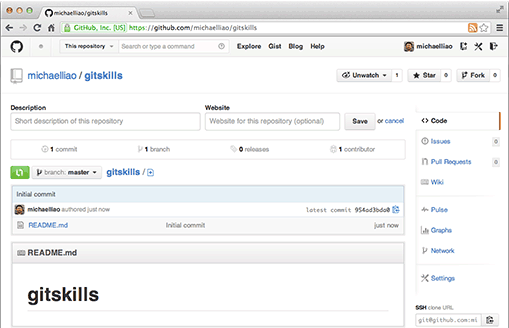 michaelliao/gitskills
GitHub, Inc. [US] https://github.com/michaelliao/gitskills
This repository Search or type a command Explore Gist Blog Help michaelliao
michaelliao / gitskills Unwatch 1 Star 0 Fork 0
Description Website
Short description of this repository Website for this repository (optional) Save or cancel
1 commit 1 branch 0 releases 1 contributor
branch: master gitskills /
Initial commit
michaelliao authored just now latest commit 954ad3bda0
README.md Initial commit just now
README.md
gitskills
Code
Issues 0
Pull Requests 0
Wiki
Pulse
Graphs
Network
Settings
SSH clone URL
git@github.com:mi